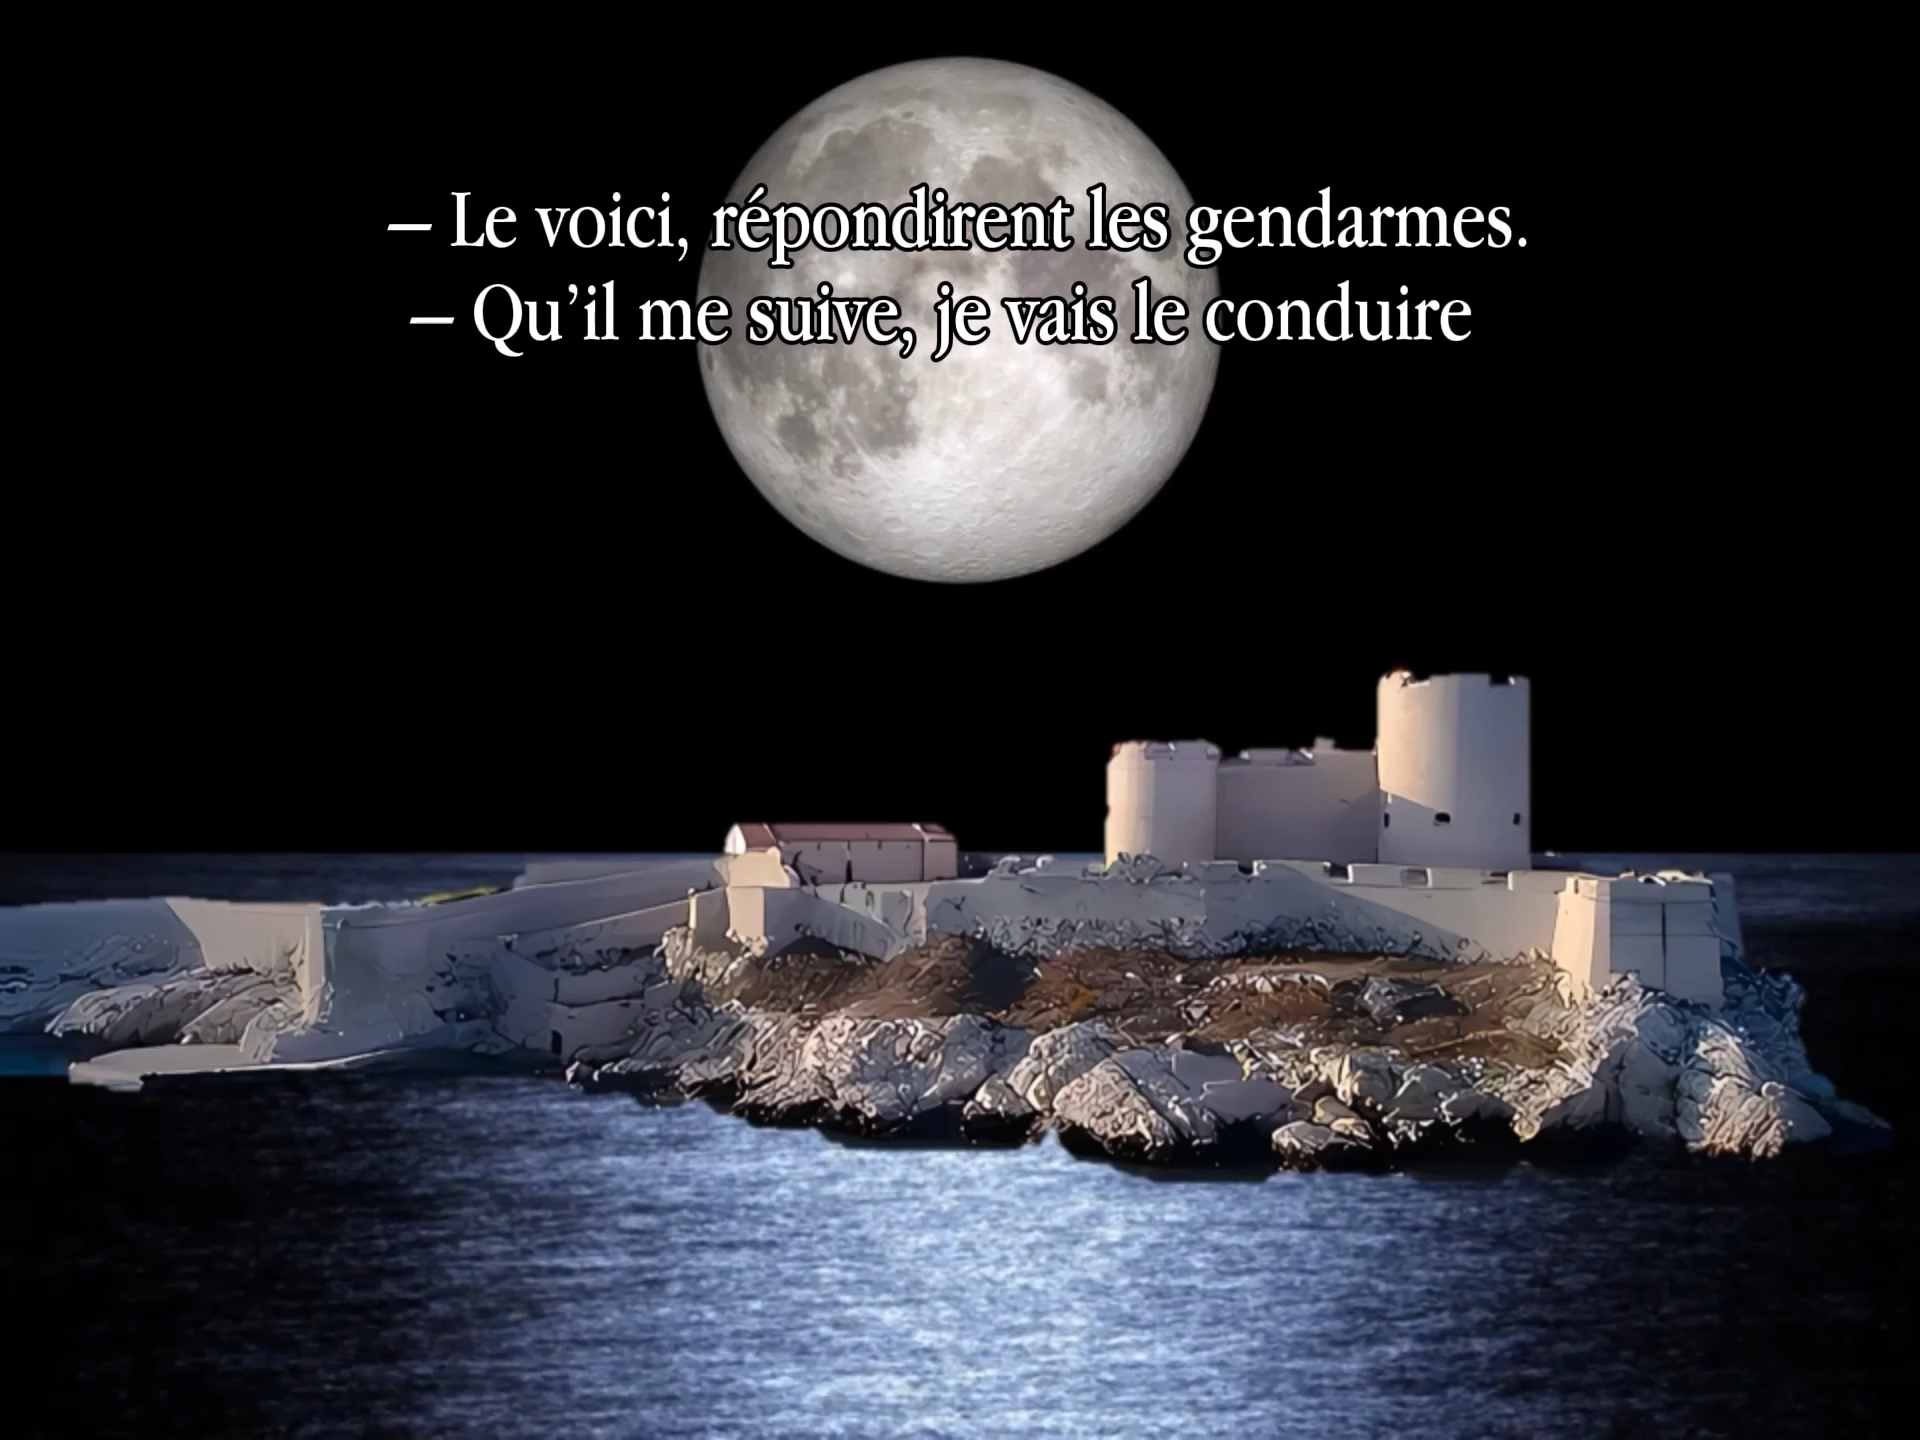 – Le voici, répondirent les gendarmes.
– Qu’il me suive, je vais le conduire